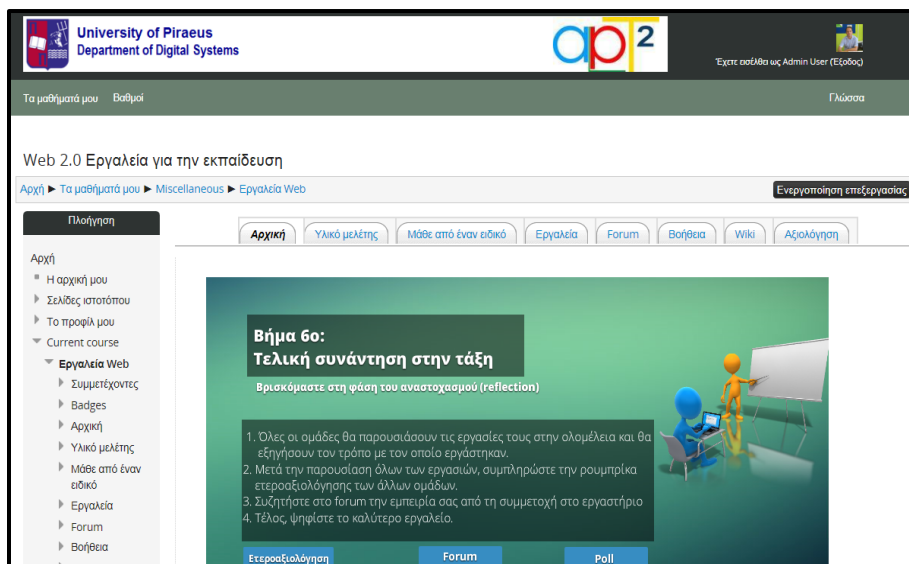 University of Piraeus
Department of Digital Systems
apt2
Έχετε εισέλθει ως Admin User (Έξοδος)
Τα μαθήματά μου Βαθμοί
Γλώσσα
Web 2.0 Εργαλεία για την εκπαίδευση
Αρχή ► Τα μαθήματά μου ► Miscellaneous ► Εργαλεία Web
Ενεργοποίηση επεξεργασίας
Πλοήγηση
Αρχή
Η αρχική μου
Σελίδες ιστοτόπου
Το προφίλ μου
Current course
Εργαλεία Web
Συμμετέχοντες
Badges
Αρχική
Υλικό μελέτης
Μάθε από έναν
ειδικό
Εργαλεία
Forum
Βοήθεια
Αρχική Υλικό μελέτης Μάθε από έναν ειδικό Εργαλεία Forum Βοήθεια Wiki Αξιολόγηση
Βήμα 6ο:
Τελική συνάντηση στην τάξη
Βρισκόμαστε στη φάση του αναστοχασμού (reflection)
1. Όλες οι ομάδες θα παρουσιάσουν τις εργασίες τους στην ολομέλεια και θα
εξηγήσουν τον τρόπο με τον οποίο εργάστηκαν.
2. Μετά την παρουσίαση όλων των εργασιών, συμπληρώστε την ρουμπρίκα
ετεροαξιολόγησης των άλλων ομάδων.
3. Συζητήστε στο forum την εμπειρία σας από τη συμμετοχή στο εργαστήριο
4. Τέλος, ψηφίστε το καλύτερο εργαλείο.
Ετεροαξιολόγηση Forum Poll